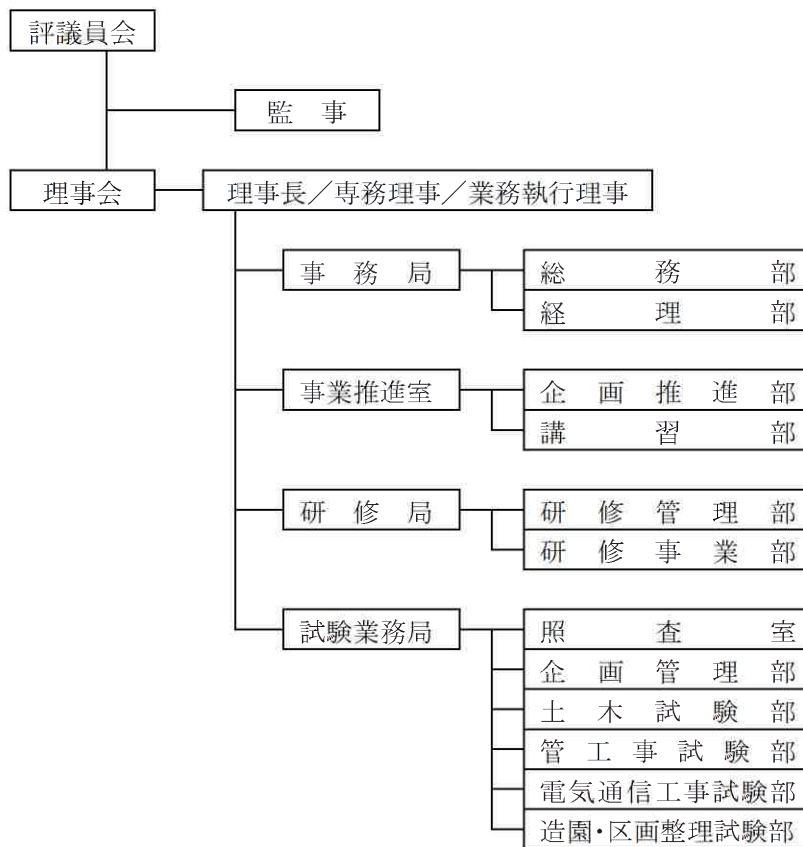 評議員会
監 事
理事会
理事長／専務理事／業務執行理事
事 務 局
総 務 部
経 理 部
事業推進室
企 画 推 進 部
講 習 部
研 修 局
研 修 管 理 部
研 修 事 業 部
試験業務局
照 査 室
企 画 管 理 部
土 木 試 験 部
管 工 事 試 験 部
電気通信工事試験部
造園・区画整理試験部